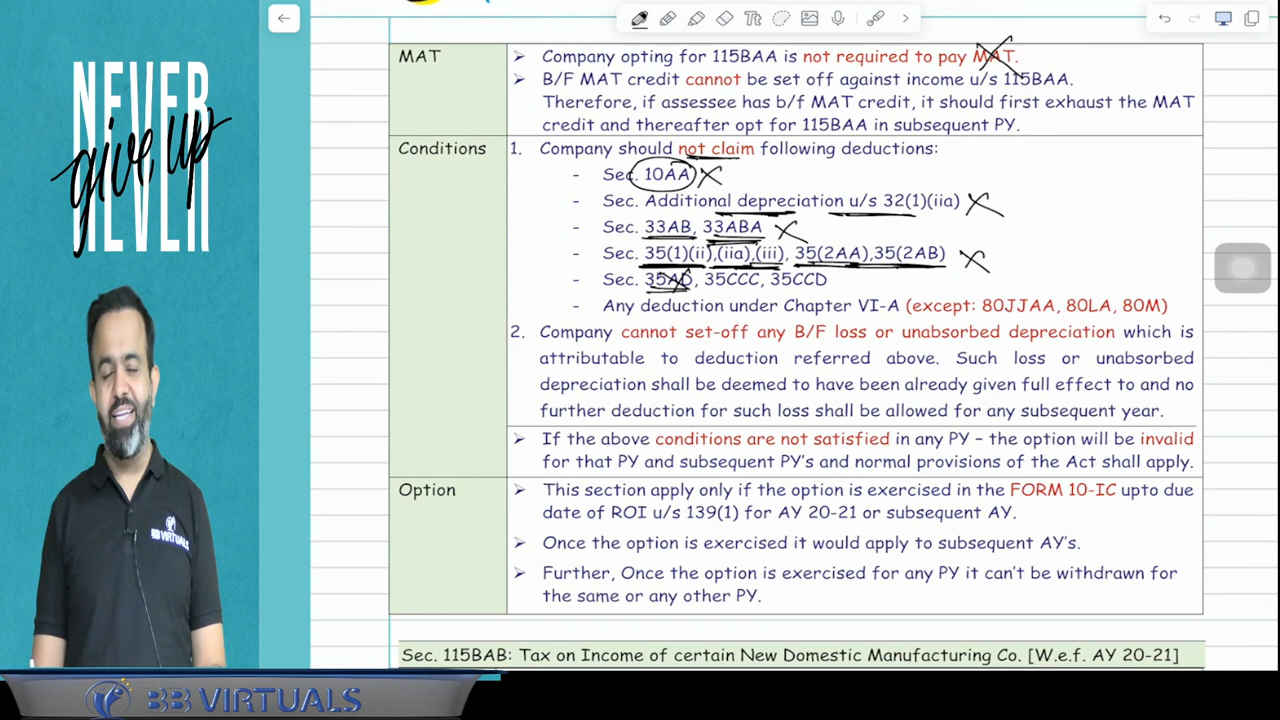 NEVER
give up
NEVER
BB VIRTUALS
MAT
➢ Company opting for 115BAA is not required to pay MAT.
➢ B/F MAT credit cannot be set off against income u/s 115BAA.
Therefore, if assessee has b/f MAT credit, it should first exhaust the MAT
credit and thereafter opt for 115BAA in subsequent PY.
Conditions
1. Company should not claim following deductions:
- Sec. 10AA
- Sec. Additional depreciation u/s 32(1)(iia)
- Sec. 33AB, 33ABA
- Sec. 35(1)(ii),(iia),(iii), 35(2AA),35(2AB)
- Sec. 35AD, 35CCC, 35CCD
- Any deduction under Chapter VI-A (except: 80JJAA, 80LA, 80M)
2. Company cannot set-off any B/F loss or unabsorbed depreciation which is
attributable to deduction referred above. Such loss or unabsorbed
depreciation shall be deemed to have been already given full effect to and no
further deduction for such loss shall be allowed for any subsequent year.
➢ If the above conditions are not satisfied in any PY – the option will be invalid
for that PY and subsequent PY's and normal provisions of the Act shall apply.
Option
➢ This section apply only if the option is exercised in the FORM 10-IC upto due
date of ROI u/s 139(1) for AY 20-21 or subsequent AY.
➢ Once the option is exercised it would apply to subsequent AY's.
➢ Further, Once the option is exercised for any PY it can't be withdrawn for
the same or any other PY.
Sec. 115BAB: Tax on Income of certain New Domestic Manufacturing Co. [W.e.f. AY 20-21]
BB VIRTUALS